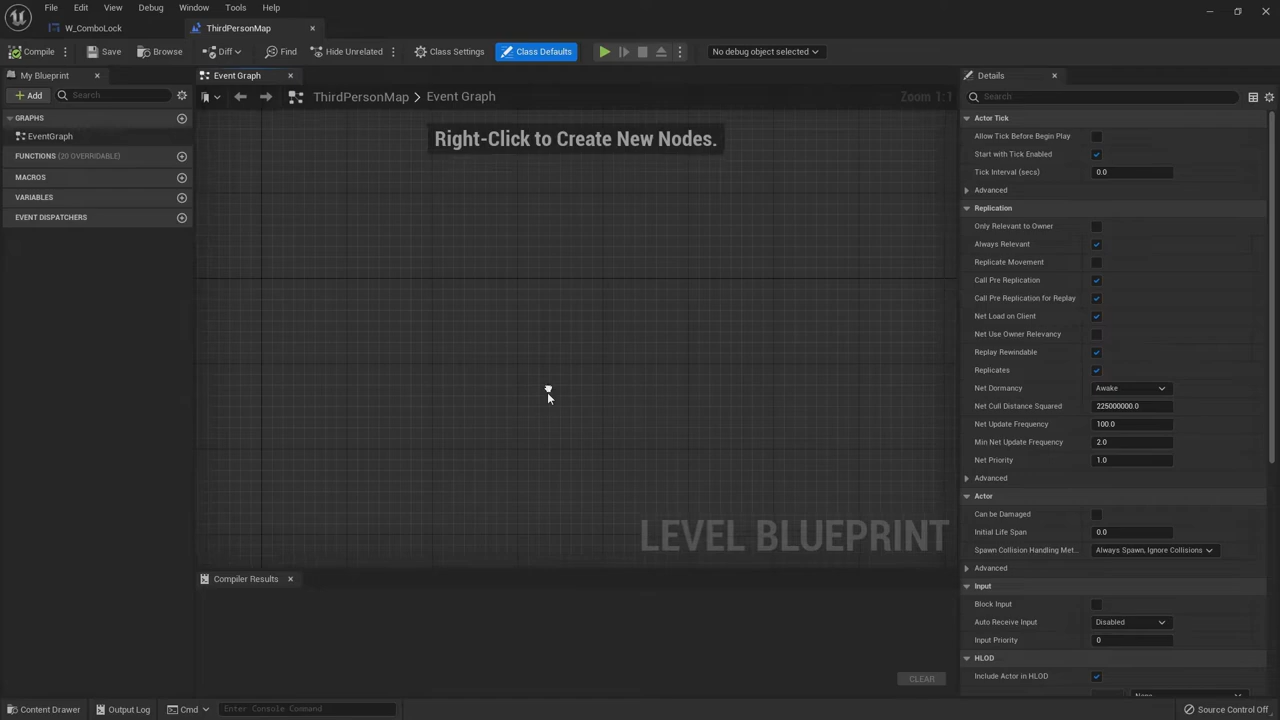 File Edit View Debug Window Tools Help
W_ComboLock ThirdPersonMap
Compile Save Browse Diff Find Hide Unrelated Class Settings Class Defaults No debug object selected
My Blueprint
Event Graph
Details
Add Search
ThirdPersonMap > Event Graph Zoom 1:1
Search
Right-Click to Create New Nodes.
GRAPHS
EventGraph
FUNCTIONS (20 OVERRIDABLE)
MACROS
VARIABLES
EVENT DISPATCHERS
LEVEL BLUEPRINT
Compiler Results
CLEAR
Actor Tick
Allow Tick Before Begin Play
Start with Tick Enabled
Tick Interval (secs) 0.0
Advanced
Replication
Only Relevant to Owner
Always Relevant
Replicate Movement
Call Pre Replication
Call Pre Replication for Replay
Net Load on Client
Net Use Owner Relevancy
Replay Rewindable
Replicates
Net Dormancy Awake
Net Cull Distance Squared 225000000.0
Net Update Frequency 100.0
Min Net Update Frequency 2.0
Net Priority 1.0
Advanced
Actor
Can be Damaged
Initial Life Span 0.0
Spawn Collision Handling Met... Always Spawn, Ignore Collisions
Advanced
Input
Block Input
Auto Receive Input Disabled
Input Priority 0
HLOD
Include Actor in HLOD
None
Content Drawer Output Log Cmd Enter Console Command Source Control Off